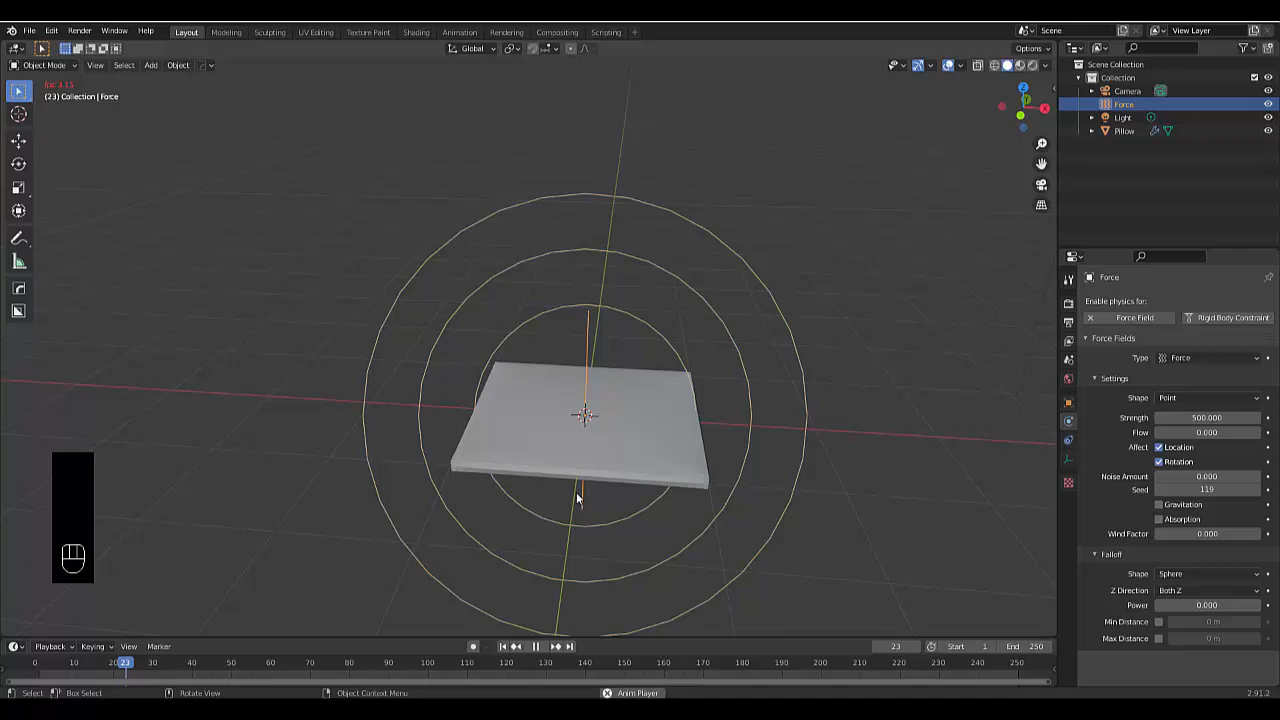 File Edit Render Window Help Layout Modeling Sculpting UV Editing Texture Paint Shading Animation Rendering Compositing Scripting + Scene View Layer
Global Options
Object Mode View Select Add Object
(23) Collection | Force
Scene Collection
Collection
Camera
Force
Light
Pillow
Z
Y
X
Force
Enable physics for:
Force Field Rigid Body Constraint
Force Fields
Type Force
Settings
Shape Point
Strength 500.000
Flow 0.000
Affect Location
Rotation
Noise Amount 0.000
Seed 119
Gravitation
Absorption
Wind Factor 0.000
Falloff
Shape Sphere
Z Direction Both Z
Power 0.000
Min Distance 0 m
Max Distance 0 m
Playback Keying View Marker 23 Start 1 End 250
0 10 20 23 30 40 50 60 70 80 90 100 110 120 130 140 150 160 170 180 190 200 210 220 230 240 250
Select Box Select Rotate View Object Context Menu Anim Player 2.91.2